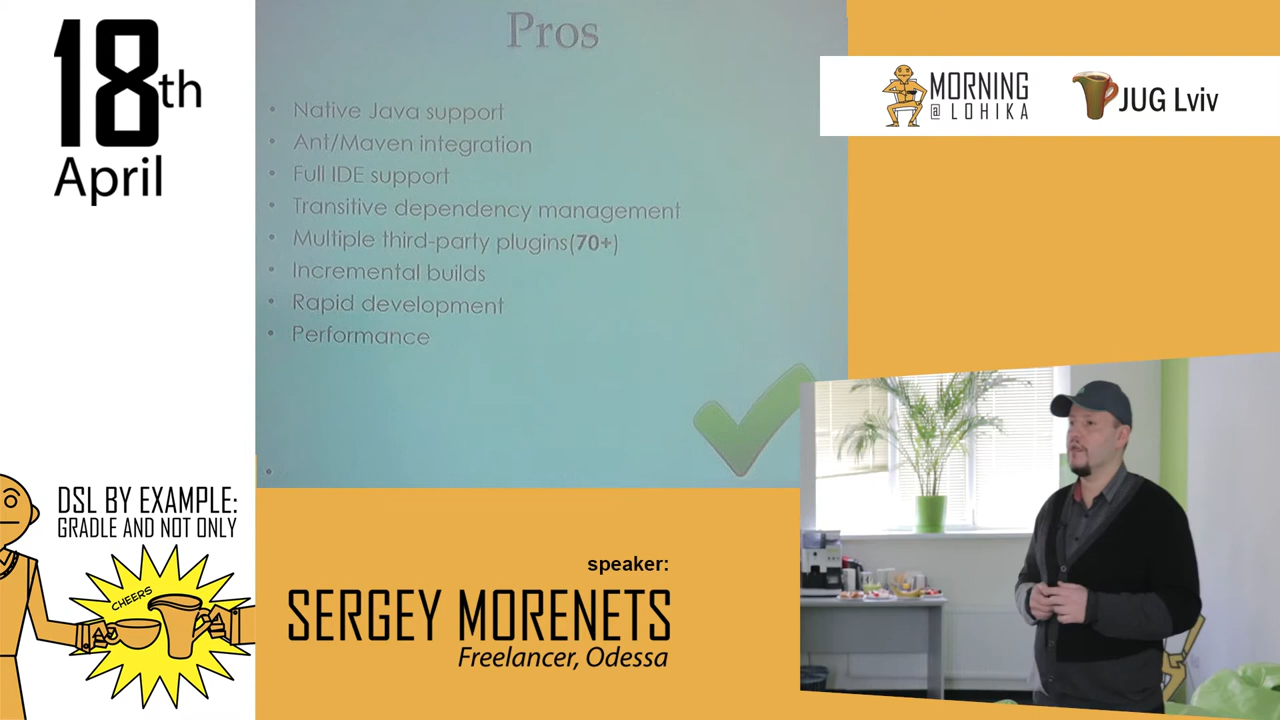 18th
April
Pros
• Native Java support
• Ant/Maven integration
• Full IDE support
• Transitive dependency management
• Multiple third-party plugins(70+)
• Incremental builds
• Rapid development
• Performance
•
MORNING
@ LOHIKA
JUG Lviv
DSL BY EXAMPLE:
GRADLE AND NOT ONLY
CHEERS
speaker:
SERGEY MORENETS
Freelancer, Odessa